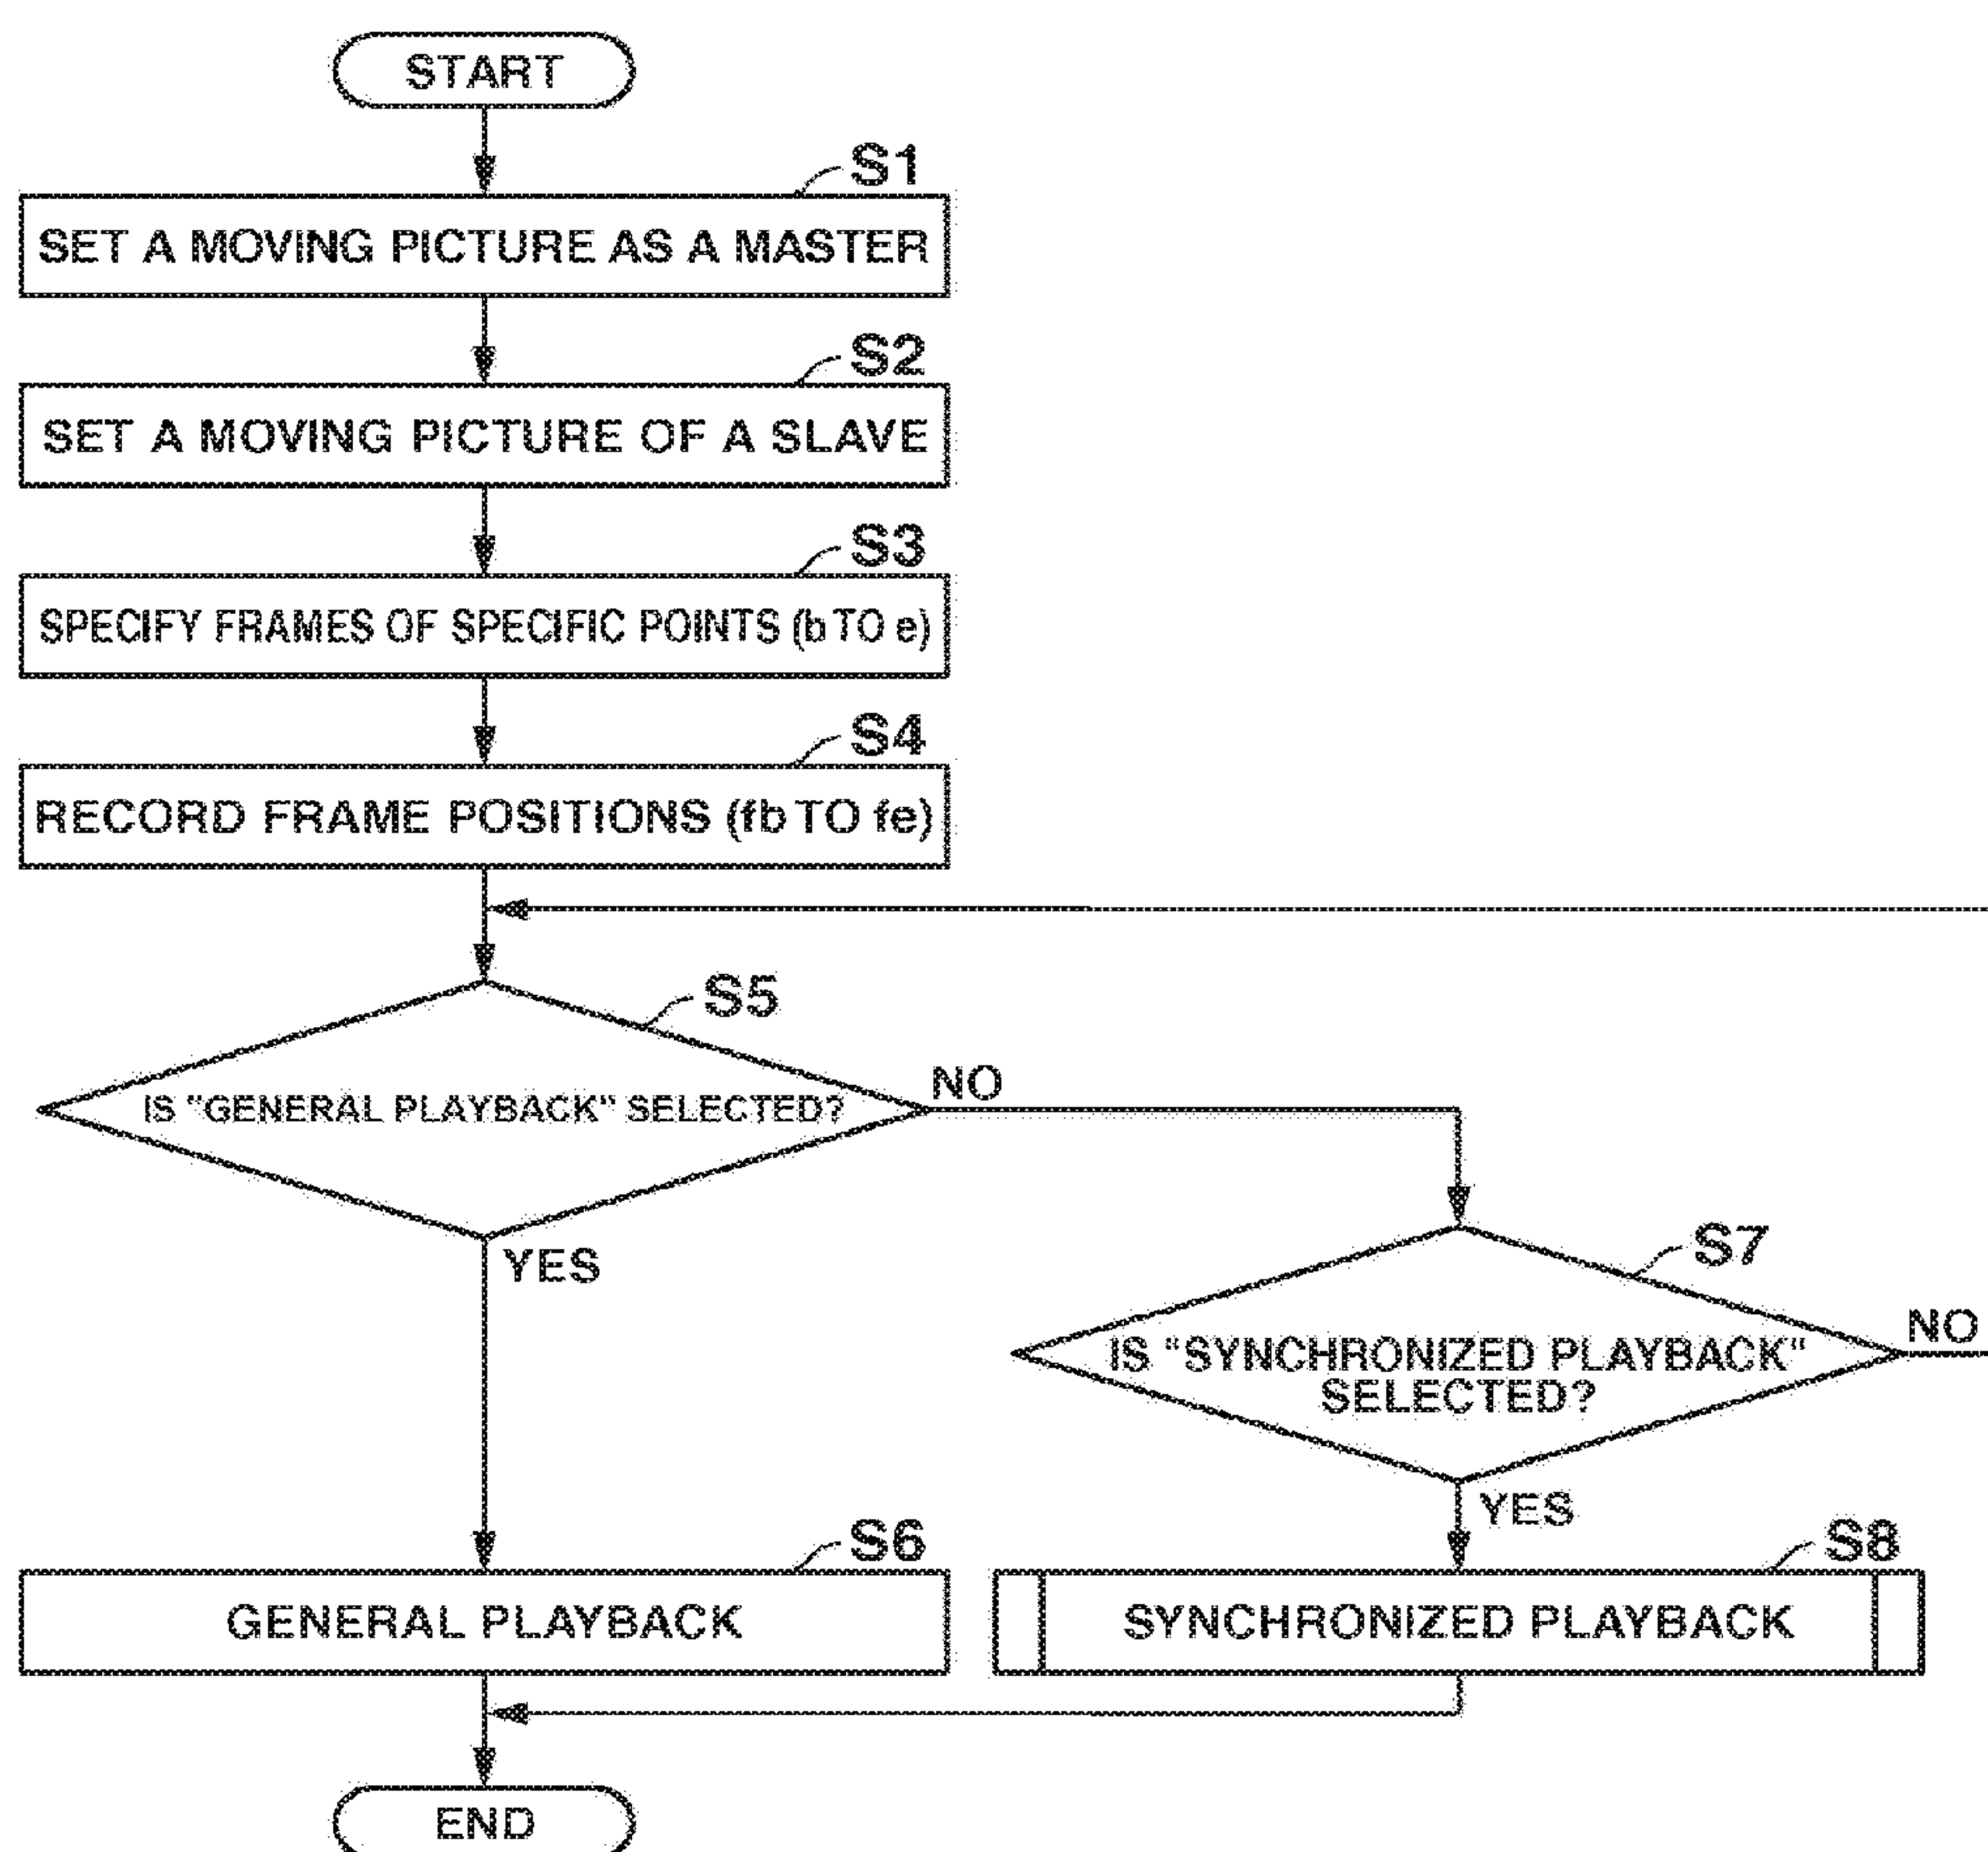 START
S1
SET A MOVING PICTURE AS A MASTER
S2
SET A MOVING PICTURE OF A SLAVE
S3
SPECIFY FRAMES OF SPECIFIC POINTS (b TO e)
S4
RECORD FRAME POSITIONS (fb TO fe)
S5
IS "GENERAL PLAYBACK" SELECTED?
NO
YES
S7
IS "SYNCHRONIZED PLAYBACK"
SELECTED?
NO
YES
S6
GENERAL PLAYBACK
S8
SYNCHRONIZED PLAYBACK
END